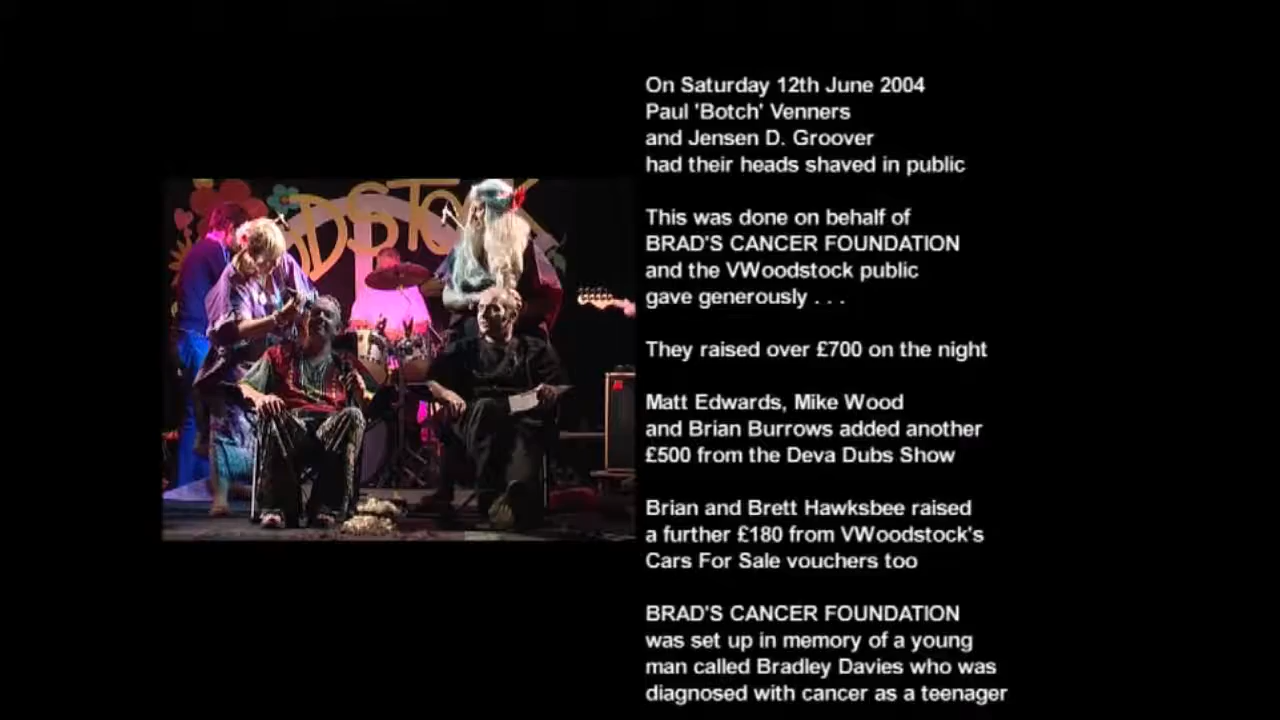 ODSTOCK
On Saturday 12th June 2004
Paul 'Botch' Venners
and Jensen D. Groover
had their heads shaved in public
This was done on behalf of
BRAD'S CANCER FOUNDATION
and the VWoodstock public
gave generously . . .
They raised over £700 on the night
Matt Edwards, Mike Wood
and Brian Burrows added another
£500 from the Deva Dubs Show
Brian and Brett Hawksbee raised
a further £180 from VWoodstock's
Cars For Sale vouchers too
BRAD'S CANCER FOUNDATION
was set up in memory of a young
man called Bradley Davies who was
diagnosed with cancer as a teenager